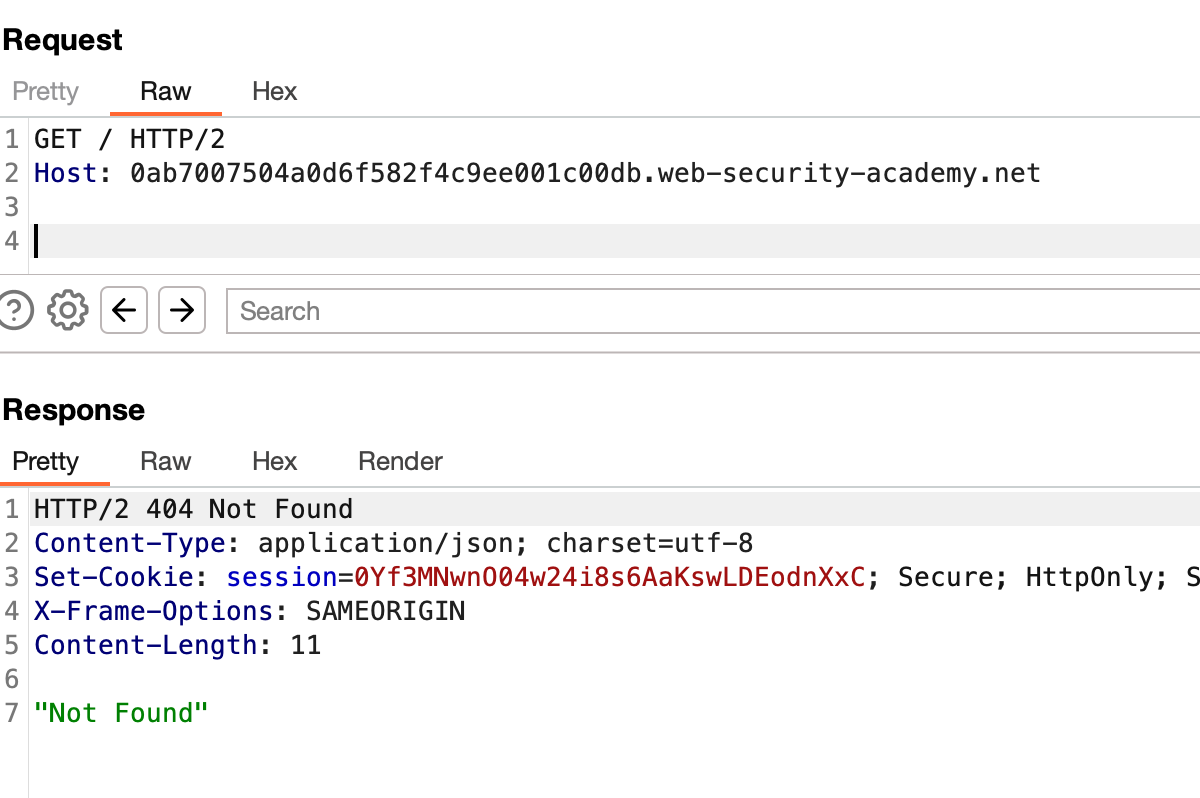 Request
Pretty Raw Hex
1 GET / HTTP/2
2 Host: 0ab7007504a0d6f582f4c9ee001c00db.web-security-academy.net
3
4
? Search
Response
Pretty Raw Hex Render
1 HTTP/2 404 Not Found
2 Content-Type: application/json; charset=utf-8
3 Set-Cookie: session=0Yf3MNwnO04w24i8s6AaKswLDEodnXxC; Secure; HttpOnly; S
4 X-Frame-Options: SAMEORIGIN
5 Content-Length: 11
6
7 "Not Found"